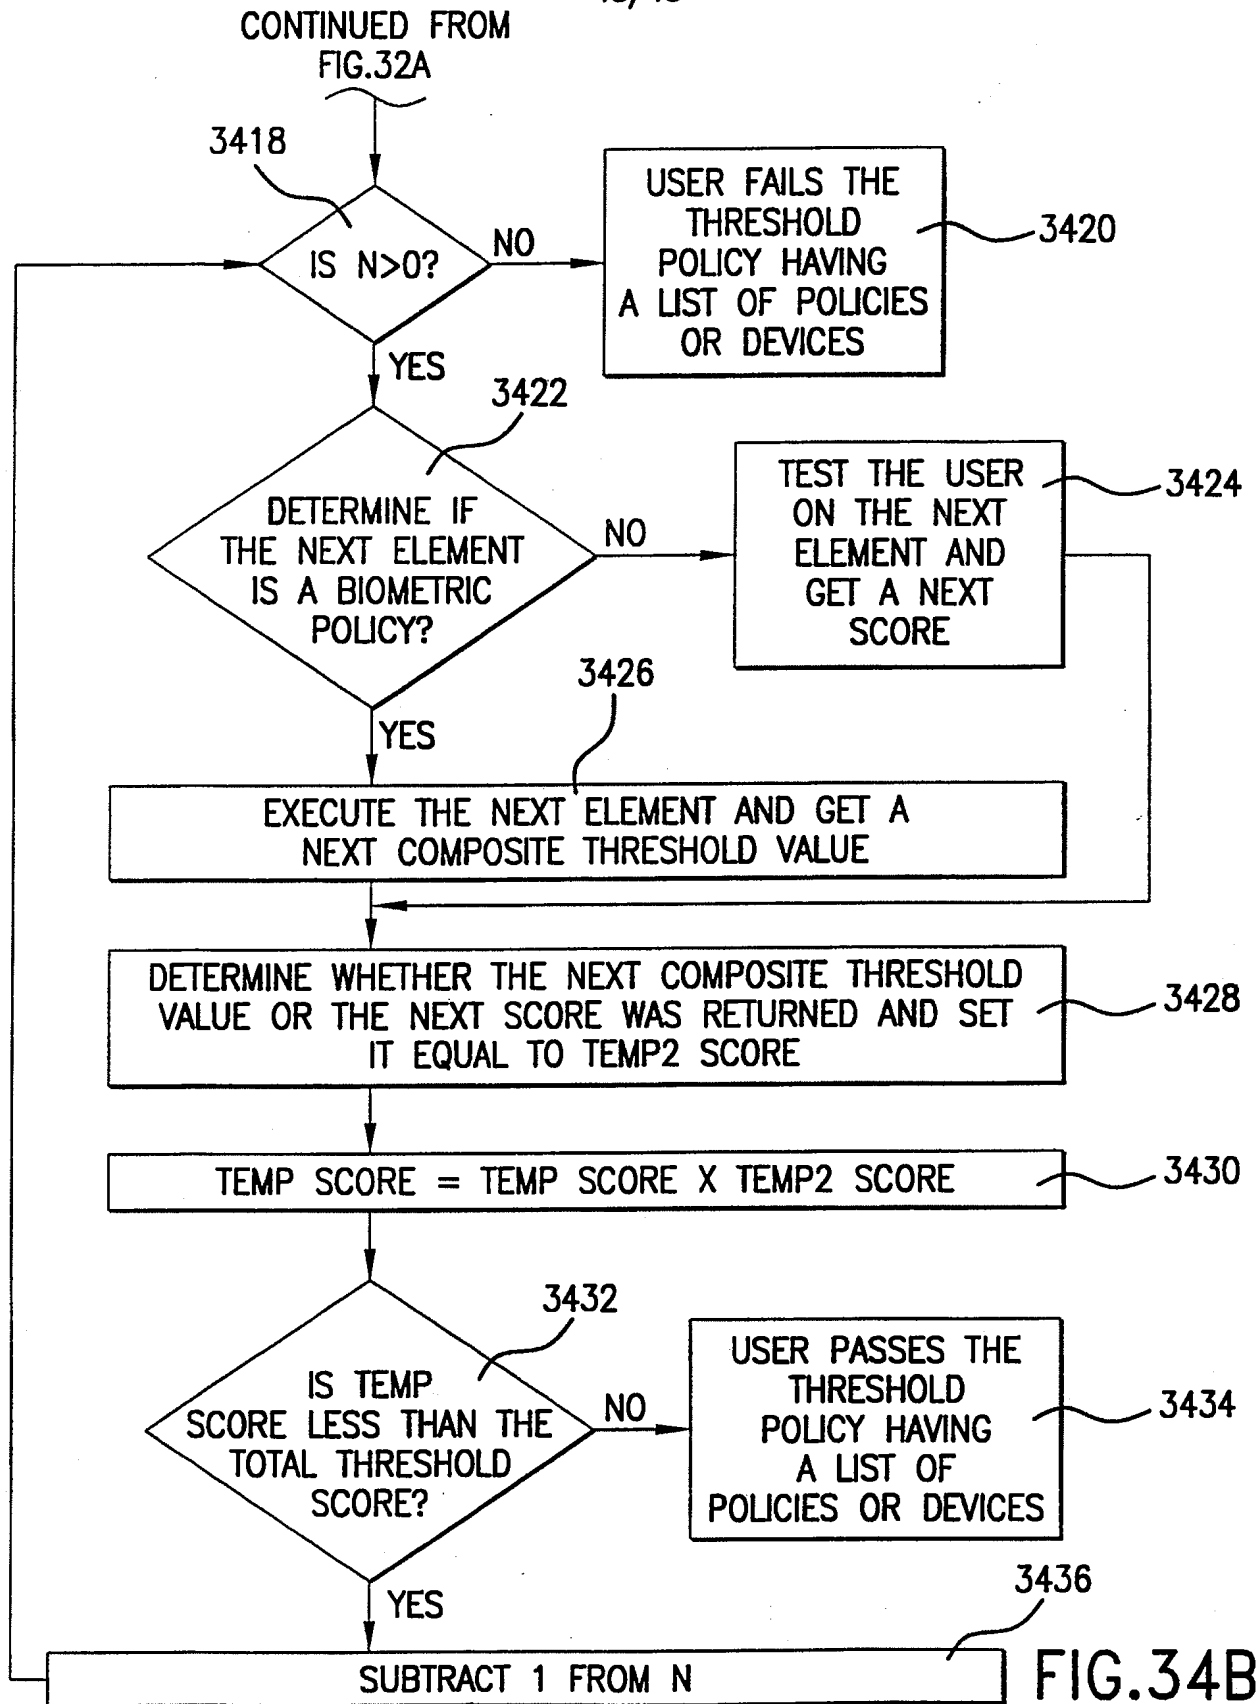 CONTINUED FROM
FIG.32A
3418
IS N>0?
NO
USER FAILS THE
THRESHOLD
POLICY HAVING
A LIST OF POLICIES
OR DEVICES
3420
YES
3422
DETERMINE IF
THE NEXT ELEMENT
IS A BIOMETRIC
POLICY?
NO
TEST THE USER
ON THE NEXT
ELEMENT AND
GET A NEXT
SCORE
3424
YES
3426
EXECUTE THE NEXT ELEMENT AND GET A
NEXT COMPOSITE THRESHOLD VALUE
DETERMINE WHETHER THE NEXT COMPOSITE THRESHOLD
VALUE OR THE NEXT SCORE WAS RETURNED AND SET
IT EQUAL TO TEMP2 SCORE
3428
TEMP SCORE = TEMP SCORE X TEMP2 SCORE
3430
3432
IS TEMP
SCORE LESS THAN THE
TOTAL THRESHOLD
SCORE?
NO
USER PASSES THE
THRESHOLD
POLICY HAVING
A LIST OF
POLICIES OR DEVICES
3434
YES
3436
SUBTRACT 1 FROM N
FIG.34B